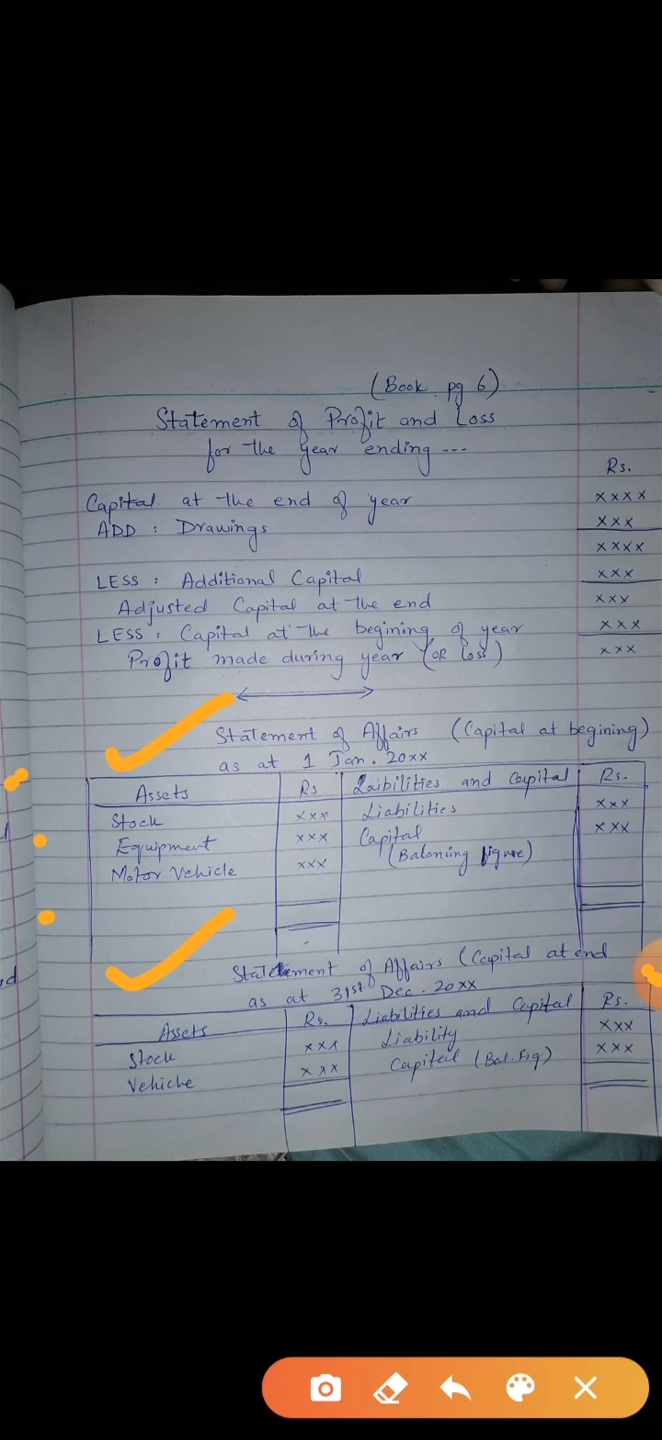 (Book pg 6)
Statement of Profit and Loss
for the year ending ---
Rs.
Capital at the end of year xxxx
ADD : Drawings xxx
xxxx
LESS : Additional Capital xxx
Adjusted Capital at the end xxx
LESS : Capital at the begining of year xxx
Profit made during year (OR loss) xxx
Statement of Affairs (Capital at begining)
as at 1 Jan. 20xx
Assets Rs Laibilities and Capital Rs.
Stock xxx Liabilities xxx
Equipment xxx Capital xxx
Motor Vehicle xxx (Balancing figure)
Statement of Affairs (Capital at end
as at 31st Dec. 20xx
Assets Rs. Liabilities and Capital Rs.
Stock xxx Liability xxx
Vehicle xxx Capital (Bal. Fig) xxx